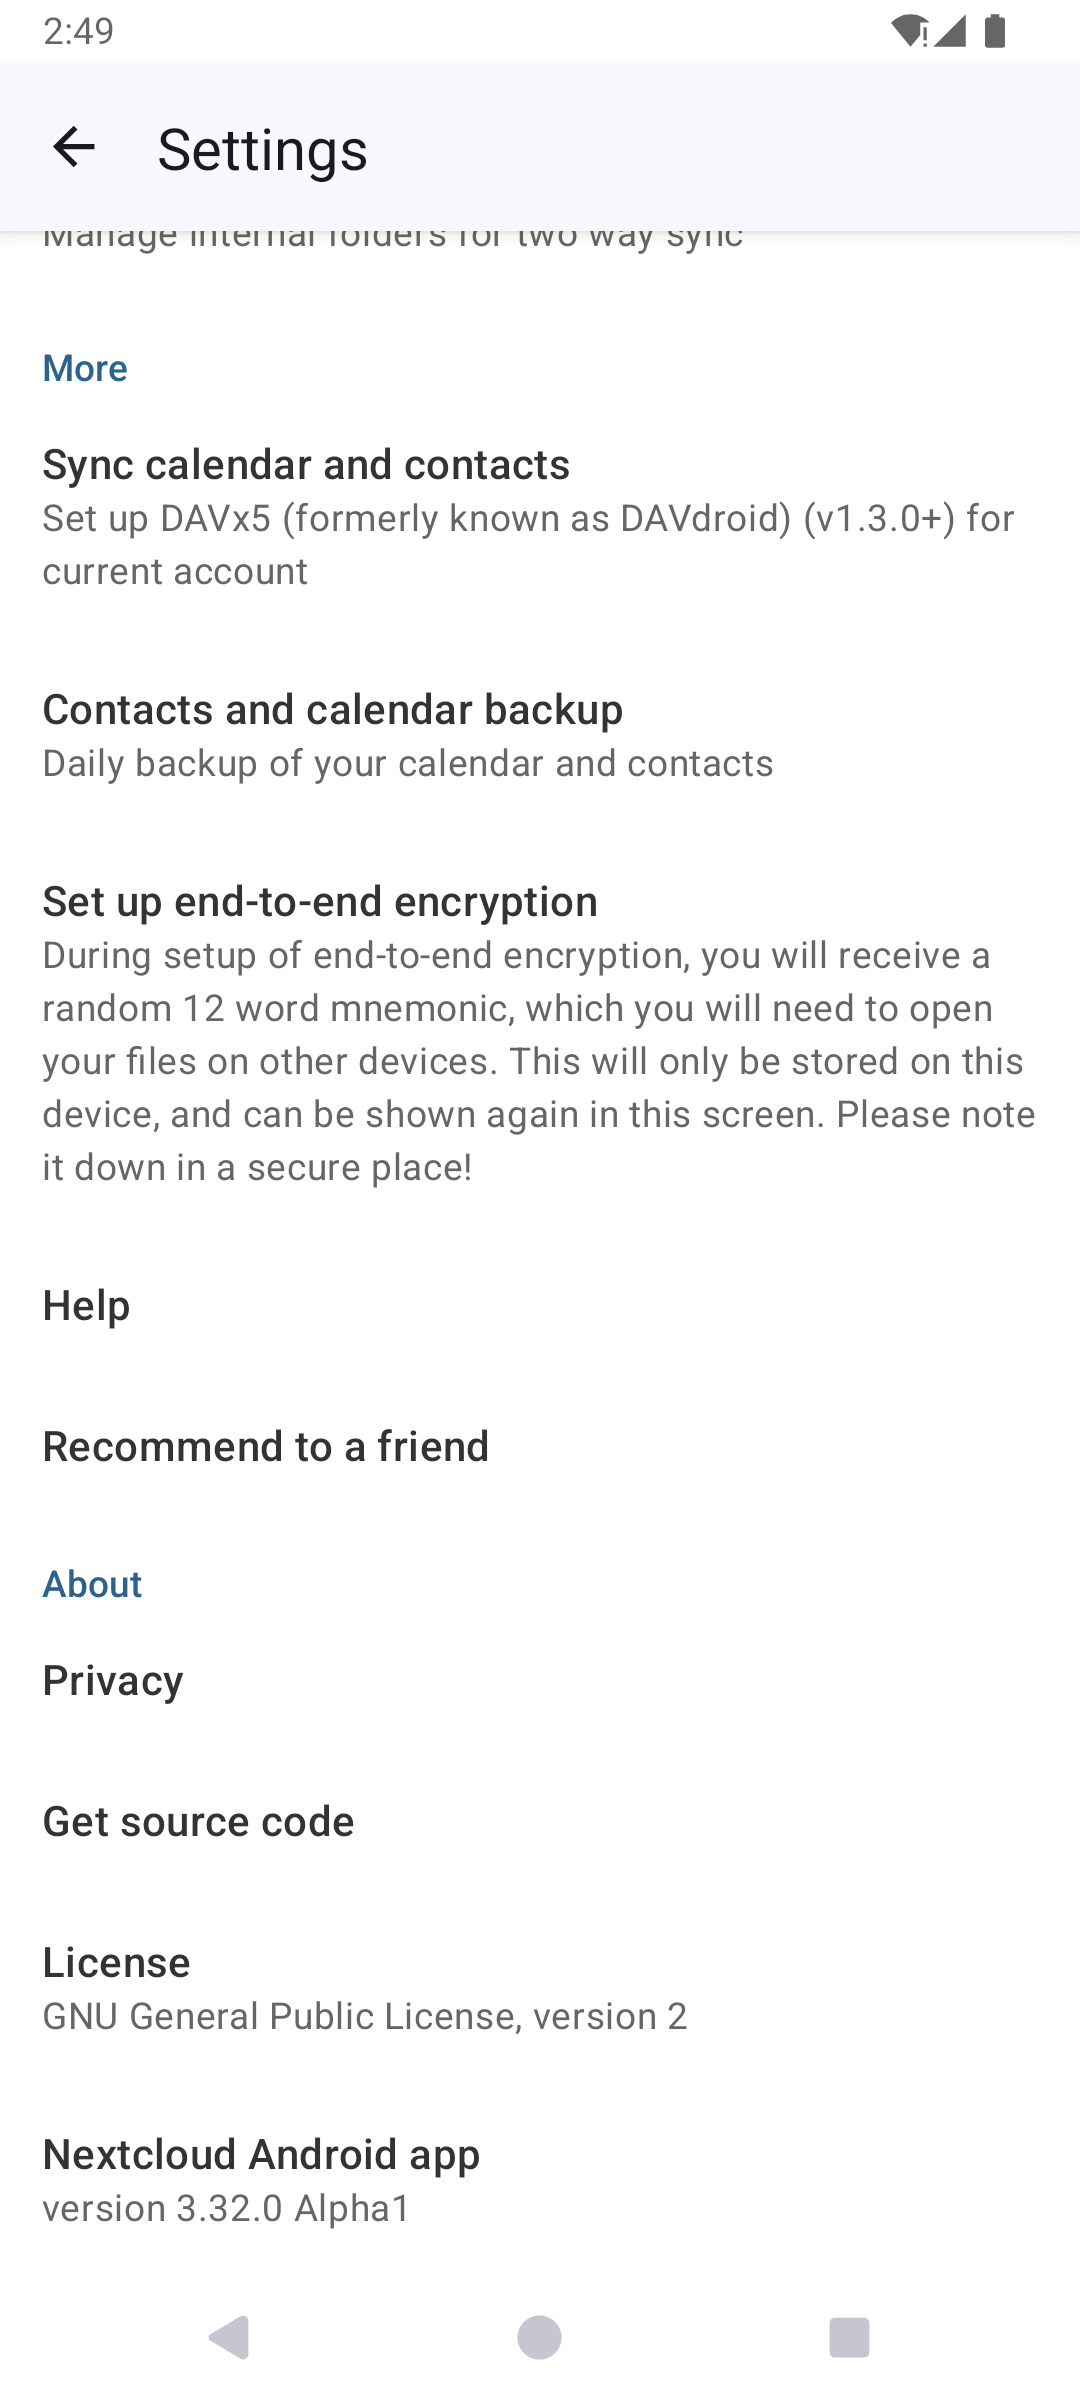 2:49
Settings
Manage internal folders for two way sync
More
Sync calendar and contacts
Set up DAVx5 (formerly known as DAVdroid) (v1.3.0+) for
current account
Contacts and calendar backup
Daily backup of your calendar and contacts
Set up end-to-end encryption
During setup of end-to-end encryption, you will receive a
random 12 word mnemonic, which you will need to open
your files on other devices. This will only be stored on this
device, and can be shown again in this screen. Please note
it down in a secure place!
Help
Recommend to a friend
About
Privacy
Get source code
License
GNU General Public License, version 2
Nextcloud Android app
version 3.32.0 Alpha1